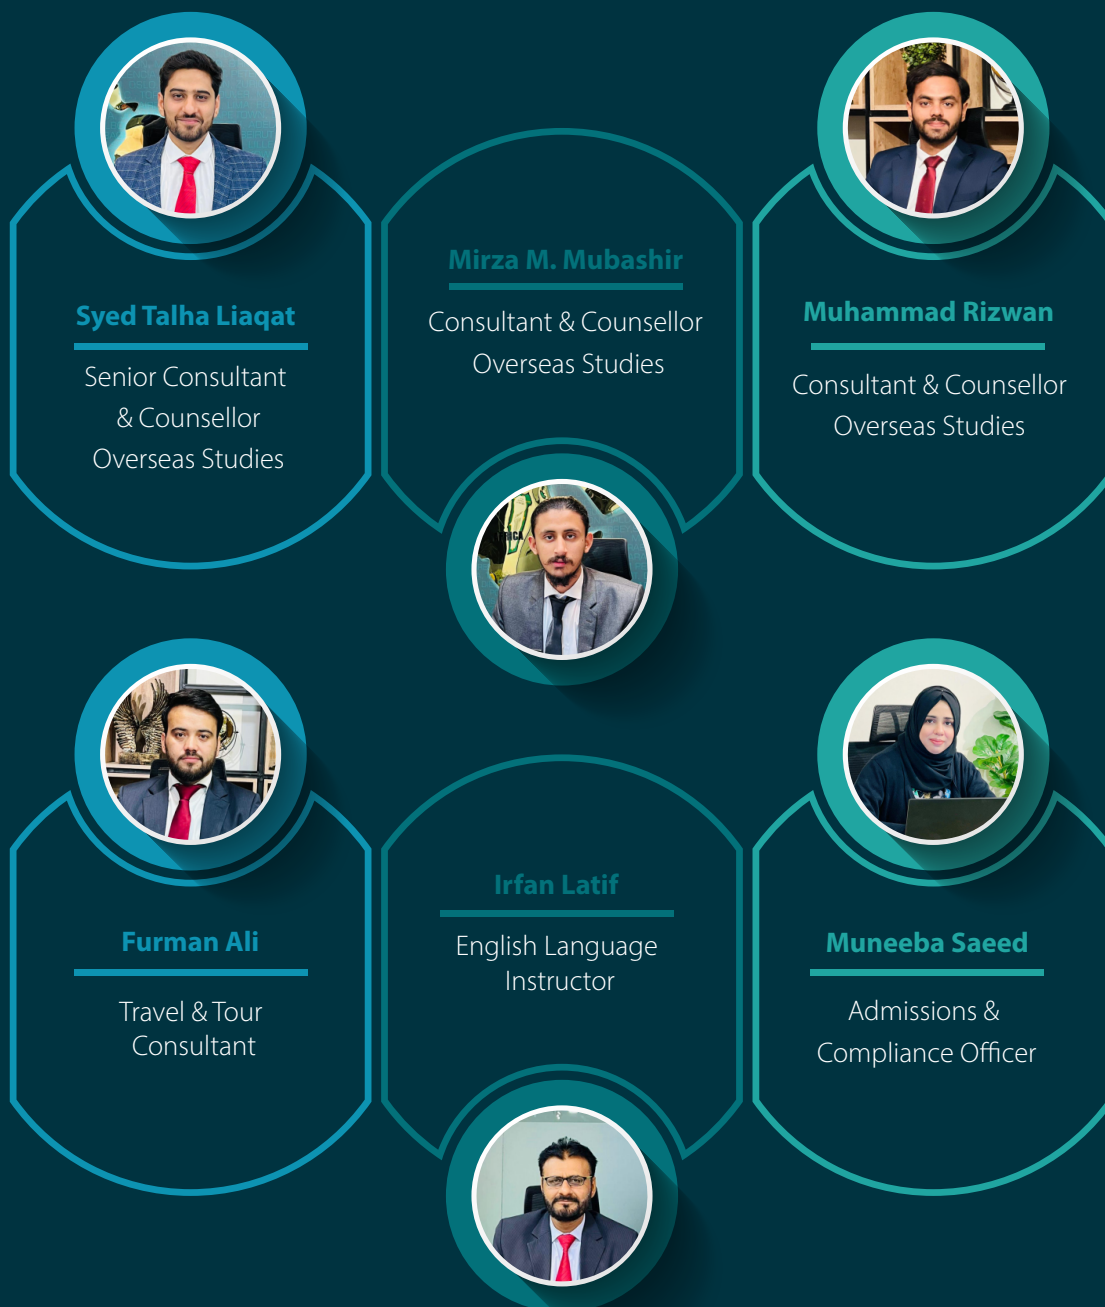 Syed Talha Liaqat
Senior Consultant
& Counsellor
Overseas Studies
Mirza M. Mubashir
Consultant & Counsellor
Overseas Studies
Muhammad Rizwan
Consultant & Counsellor
Overseas Studies
Furman Ali
Travel & Tour
Consultant
Irfan Latif
English Language
Instructor
Muneeba Saeed
Admissions &
Compliance Officer